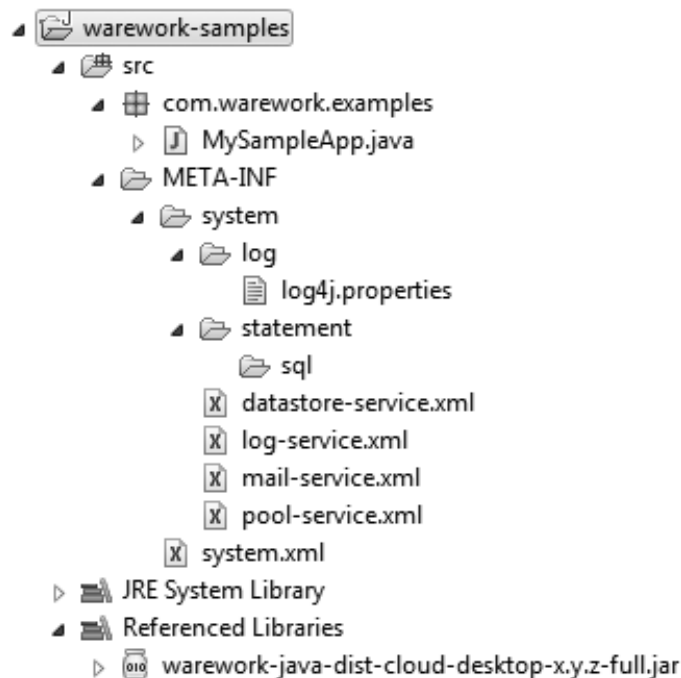 warework-samples
src
com.warework.examples
MySampleApp.java
META-INF
system
log
log4j.properties
statement
sql
datastore-service.xml
log-service.xml
mail-service.xml
pool-service.xml
system.xml
JRE System Library
Referenced Libraries
warework-java-dist-cloud-desktop-x.y.z-full.jar